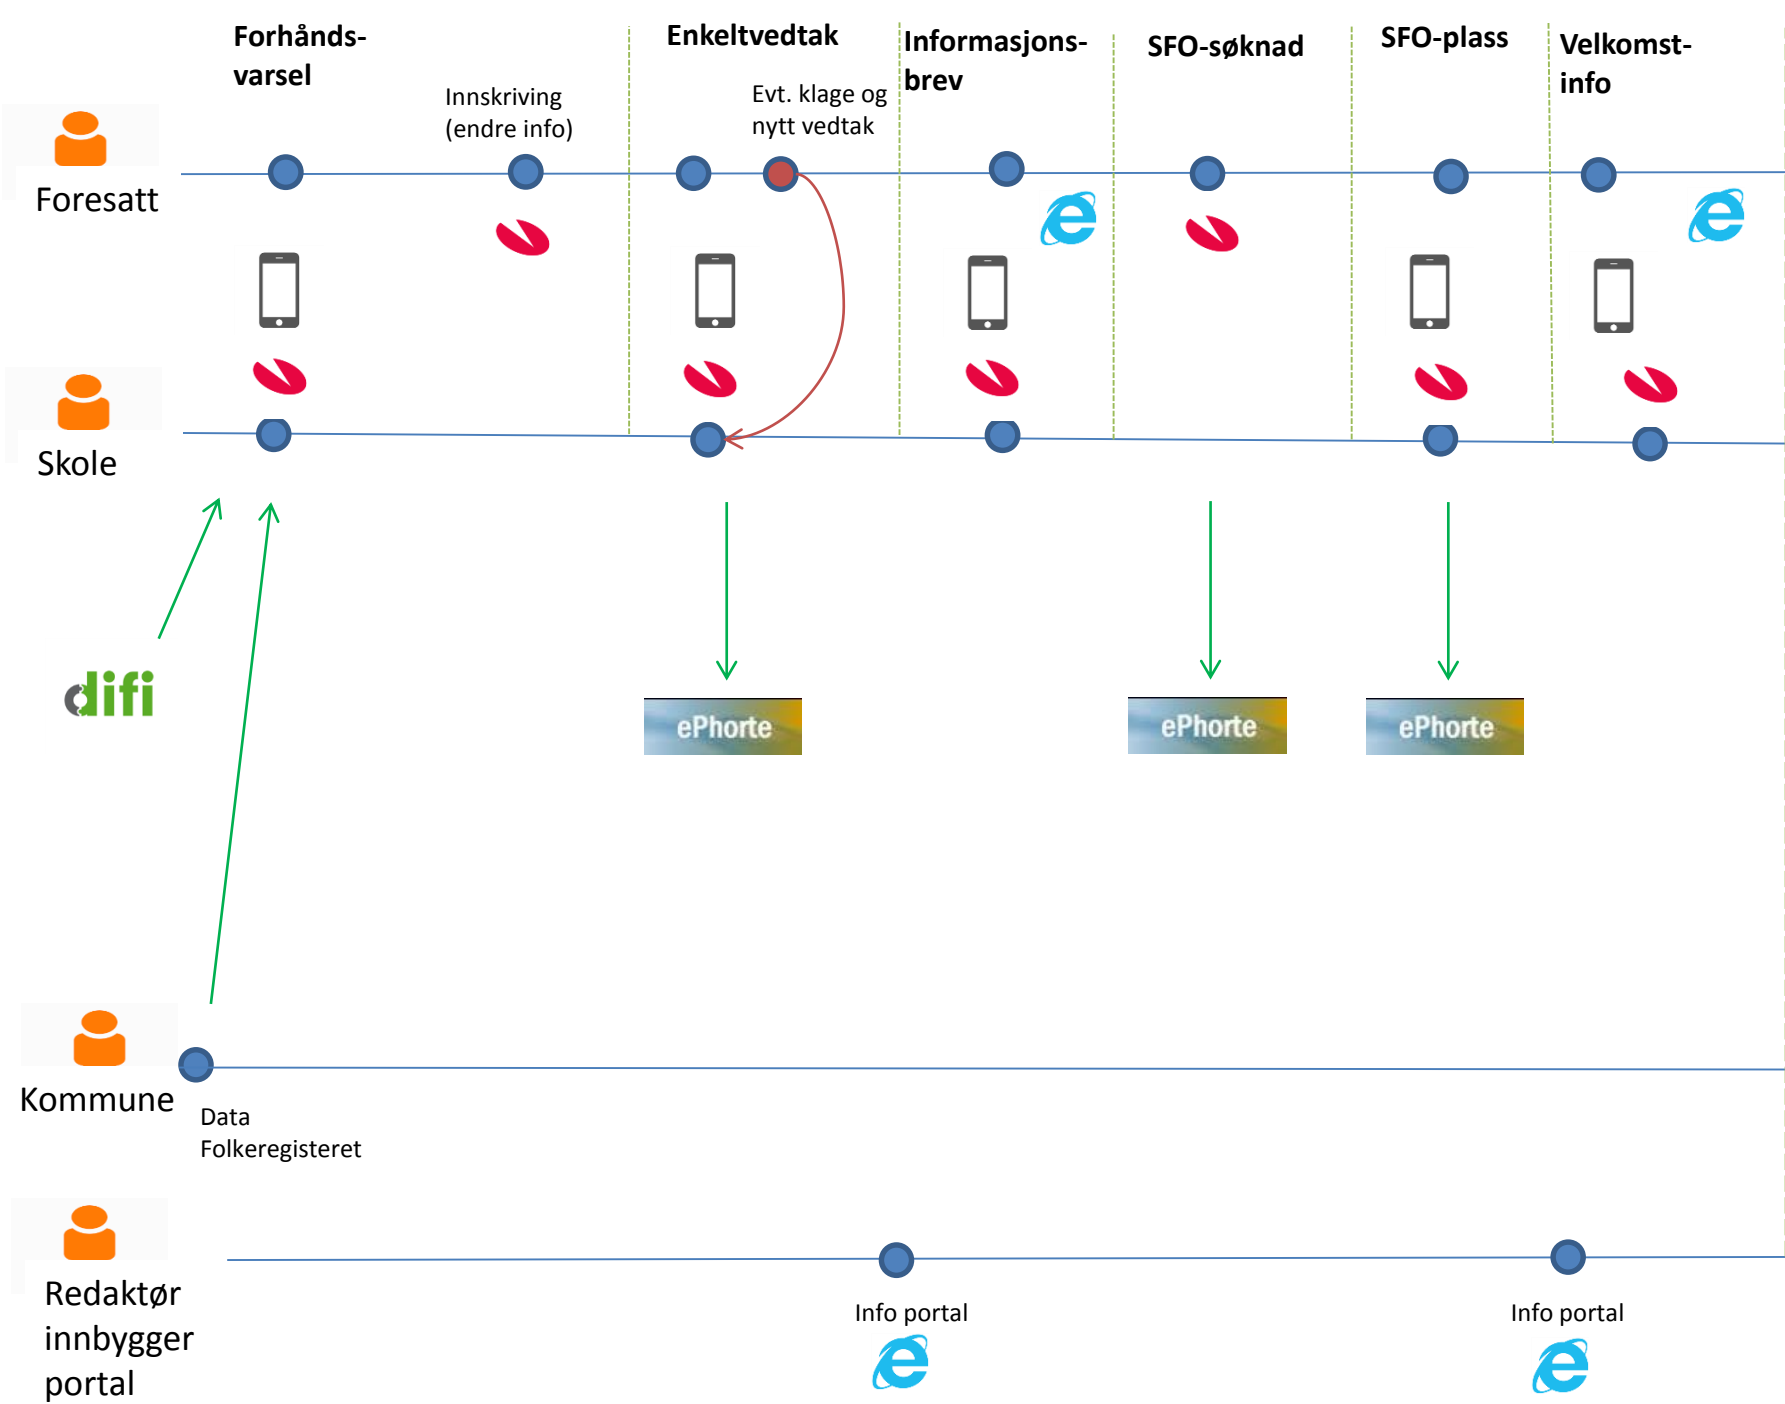 Forhånds-
varsel
Enkeltvedtak
Informasjons-
brev
SFO-søknad
SFO-plass
Velkomst-
info
Innskriving
(endre info)
Evt. klage og
nytt vedtak
Foresatt
Skole
difi
ePhorte
ePhorte
ePhorte
Kommune
Data
Folkeregisteret
Redaktør
innbygger
portal
Info portal
Info portal